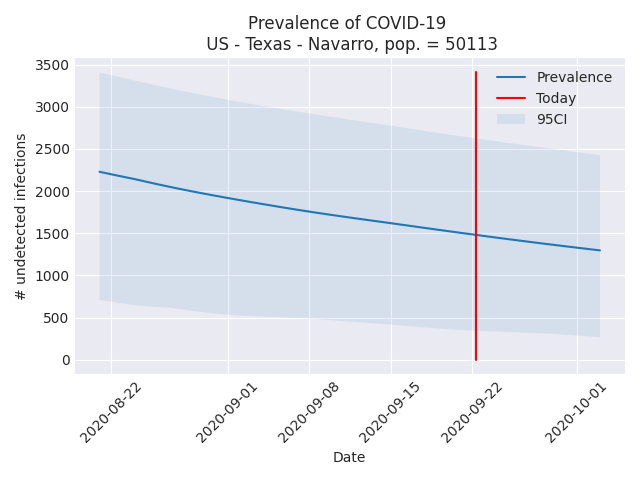 Prevalence of COVID-19
US - Texas - Navarro, pop. = 50113
3500
3000
2500
2000
1500
1000
500
0
# undetected infections
Prevalence
Today
95CI
2020-08-22
2020-09-01
2020-09-08
2020-09-15
2020-09-22
2020-10-01
Date